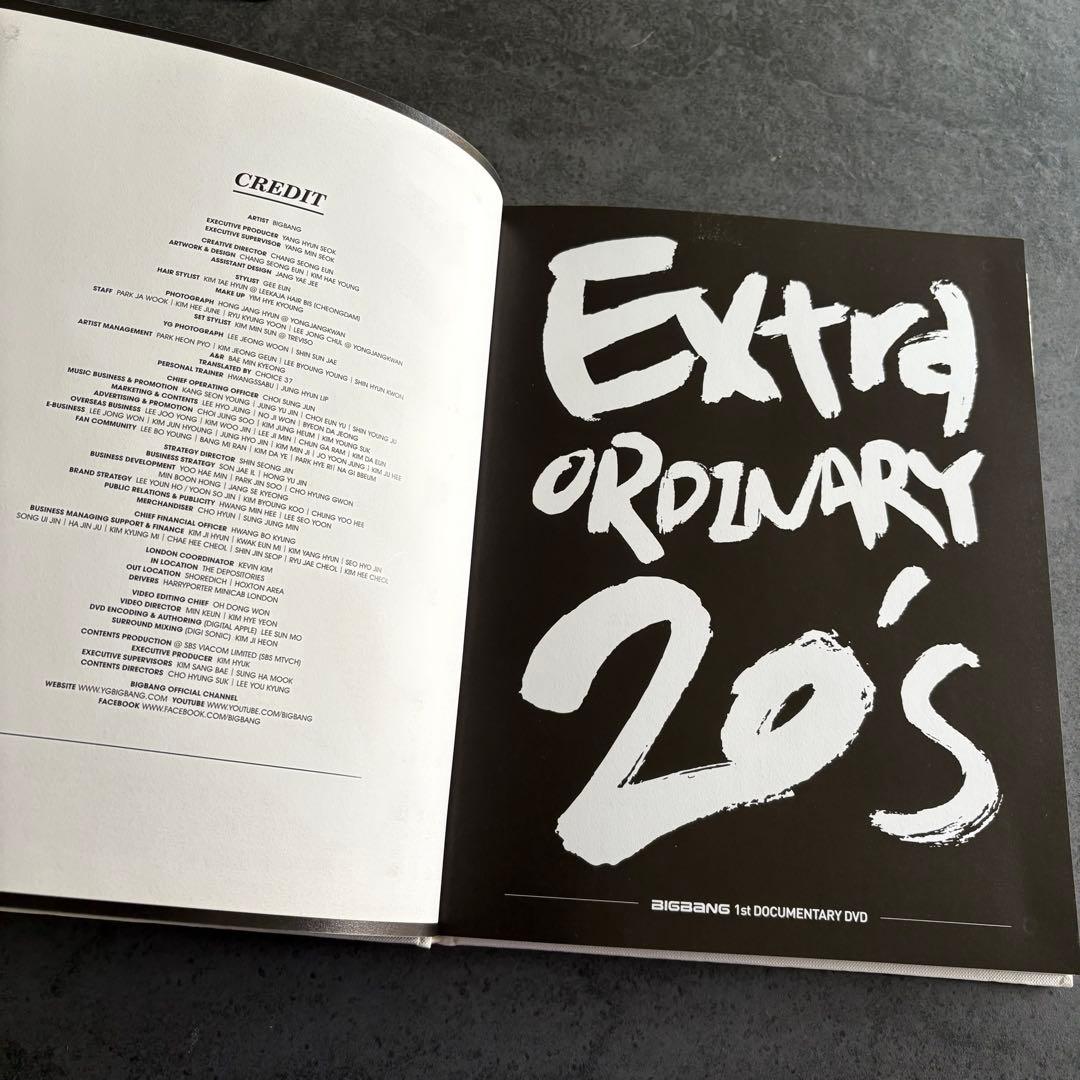 CREDIT
ARTIST BIGBANG
EXECUTIVE PRODUCER YANG HYUN SEOK
EXECUTIVE SUPERVISOR YANG MIN SEOK
CREATIVE DIRECTOR CHANG SEONG EUN
ARTWORK & DESIGN CHANG SEONG EUN | KIM HAE YOUNG
ASSISTANT DESIGN JANG YAE JEE
STYLIST GEE EUN
HAIR STYLIST KIM TAE HYUN @ LEEKAJA HAIR BIS (CHEONGDAM)
MAKE UP YIM HYE KYOUNG
PHOTOGRAPH HONG JANG HYUN @ YONGJANGKWAN
STAFF PARK JA WOOK | KIM HEE JUNE | RYU KYUNG YOON | LEE JONG CHUL @ YONGJANGKWAN
SET STYLIST KIM MIN SUN @ TREVISO
YG PHOTOGRAPH LEE JEONG WOON | SHIN SUN JAE
ARTIST MANAGEMENT PARK HEON PYO | KIM JEONG GEUN | LEE BYOUNG YOUNG | SHIN HYUN KWON
A&R BAE MIN KYEONG
TRANSLATED BY CHOICE 37
PERSONAL TRAINER HWANGSSABU | JUNG HYUN LIP
CHIEF OPERATING OFFICER CHOI SUNG JUN
MUSIC BUSINESS & PROMOTION KANG SEON YOUNG | JUNG YU JIN | CHOI EUN YU | SHIN YOUNG JU
MARKETING & CONTENTS LEE HYO JUNG | NO JI WON | BYEON DA JEONG
ADVERTISING & PROMOTION CHOI JUNG SOO | KIM JUNG HEUM | KIM YOUNG SUK
OVERSEAS BUSINESS LEE JOO YONG | KIM WOO JIN | LEE JI MIN | CHUN GA RAM | KIM DA EUN
E-BUSINESS LEE JONG WON | KIM JUN HYOUNG | JUNG HYO JIN | KIM MIN JI | JO YOON JUNG | KIM JU HEE
FAN COMMUNITY LEE BO YOUNG | BANG MI RAN | KIM DA YE | PARK HYE RI | NA GI BBEUM
STRATEGY DIRECTOR SHIN SEONG JIN
BUSINESS STRATEGY SON JAE IL | HONG YU JIN
BUSINESS DEVELOPMENT YOO HAE MIN | PARK JIN SOO | CHO HYUNG GWON
MIN BOON HONG | JANG SE KYEONG
BRAND STRATEGY LEE YOUN HO / YOON SO JIN | KIM BYOUNG KOO | CHUNG YOO HEE
PUBLIC RELATIONS & PUBLICITY HWANG MIN HEE | LEE SEO YOON
MERCHANDISER CHO HYUN | SUNG JUNG MIN
CHIEF FINANCIAL OFFICER HWANG BO KYUNG
BUSINESS MANAGING SUPPORT & FINANCE KIM JI HYUN | KWAK EUN MI | KIM YANG HYUN | SEO HYO JIN
SONG UI JIN | HA JIN JU | KIM KYUNG MI | CHAE HEE CHEOL | SHIN JIN SEOP | RYU JAE CHEOL | KIM HEE CHEOL
LONDON COORDINATOR KEVIN KIM
IN LOCATION THE DEPOSITORIES
OUT LOCATION SHOREDICH | HOXTON AREA
DRIVERS HARRYPORTER MINICAB LONDON
VIDEO EDITING CHIEF OH DONG WON
VIDEO DIRECTOR MIN KEUN | KIM HYE YEON
DVD ENCODING & AUTHORING (DIGITAL APPLE) LEE SUN MO
SURROUND MIXING (DIGI SONIC) KIM JI HEON
CONTENTS PRODUCTION @ SBS VIACOM LIMITED (SBS MTVCH)
EXECUTIVE PRODUCER KIM HYUK
EXECUTIVE SUPERVISORS KIM SANG BAE | SUNG HA MOOK
CONTENTS DIRECTORS CHO HYUNG SUK | LEE YOU KYUNG
BIGBANG OFFICIAL CHANNEL
WEBSITE WWW.YGBIGBANG.COM YOUTUBE WWW.YOUTUBE.COM/BIGBANG
FACEBOOK WWW.FACEBOOK.COM/BIGBANG
Extra
ORDINARY
20's
BIGBANG 1st DOCUMENTARY DVD